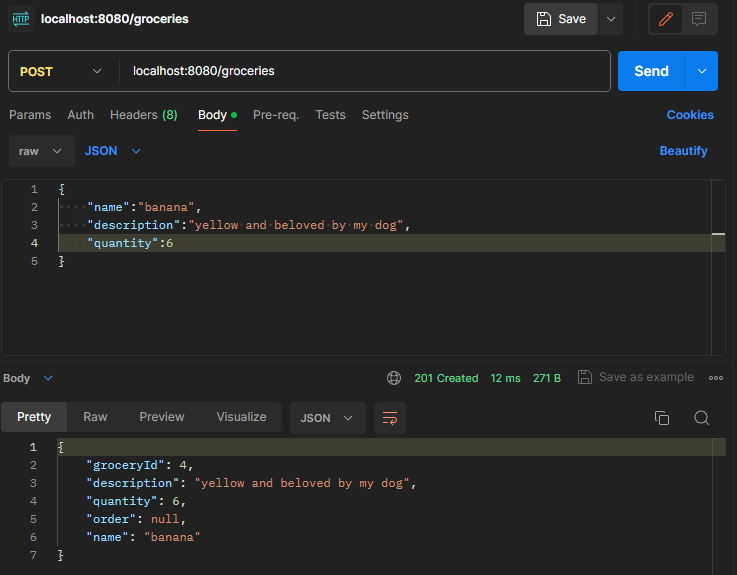 HTTP localhost:8080/groceries Save
POST localhost:8080/groceries Send
Params Auth Headers (8) Body Pre-req. Tests Settings Cookies
raw JSON Beautify
1 {
2 "name":"banana",
3 "description":"yellow and beloved by my dog",
4 "quantity":6
5 }
Body 201 Created 12 ms 271 B Save as example
Pretty Raw Preview Visualize JSON
1 {
2 "groceryId": 4,
3 "description": "yellow and beloved by my dog",
4 "quantity": 6,
5 "order": null,
6 "name": "banana"
7 }